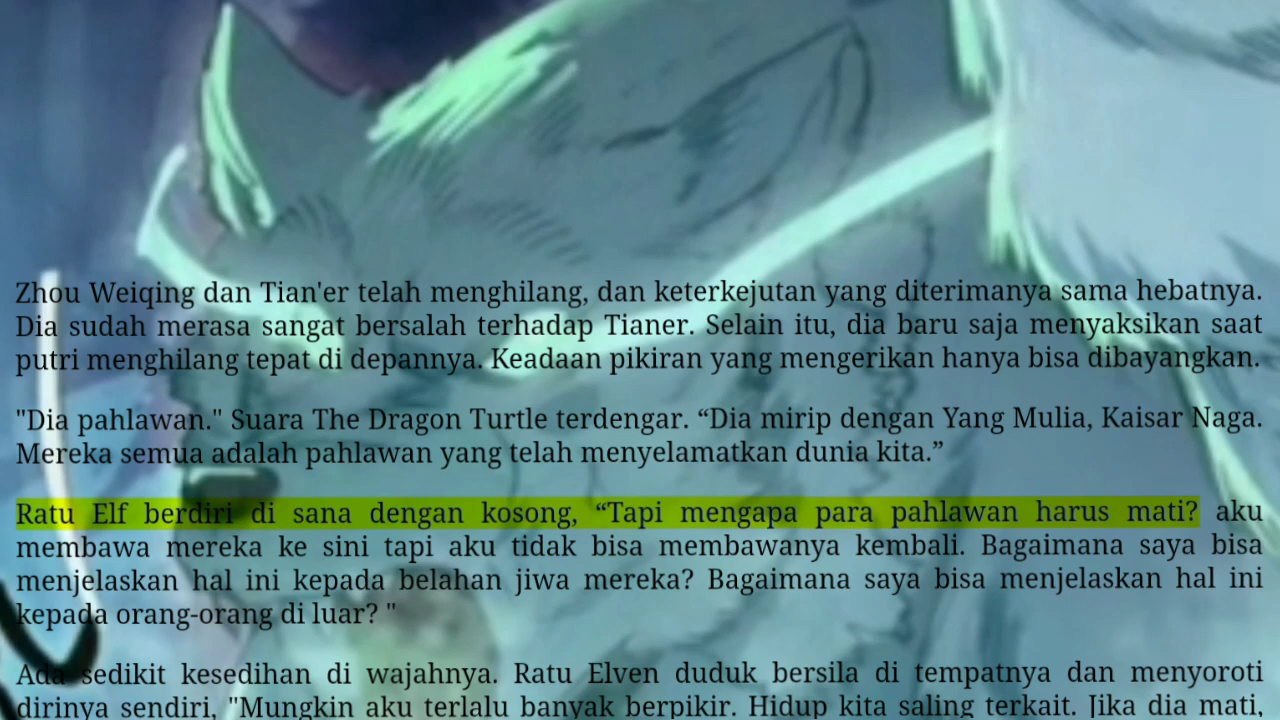 Zhou Weiqing dan Tian'er telah menghilang, dan keterkejutan yang diterimanya sama hebatnya.
Dia sudah merasa sangat bersalah terhadap Tianer. Selain itu, dia baru saja menyaksikan saat
putri menghilang tepat di depannya. Keadaan pikiran yang mengerikan hanya bisa dibayangkan.
"Dia pahlawan." Suara The Dragon Turtle terdengar. “Dia mirip dengan Yang Mulia, Kaisar Naga.
Mereka semua adalah pahlawan yang telah menyelamatkan dunia kita.”
Ratu Elf berdiri di sana dengan kosong, “Tapi mengapa para pahlawan harus mati? aku
membawa mereka ke sini tapi aku tidak bisa membawanya kembali. Bagaimana saya bisa
menjelaskan hal ini kepada belahan jiwa mereka? Bagaimana saya bisa menjelaskan hal ini
kepada orang-orang di luar? "
Ada sedikit kesedihan di wajahnya. Ratu Elven duduk bersila di tempatnya dan menyoroti
dirinya sendiri, "Mungkin aku terlalu banyak berpikir. Hidup kita saling terkait. Jika dia mati,